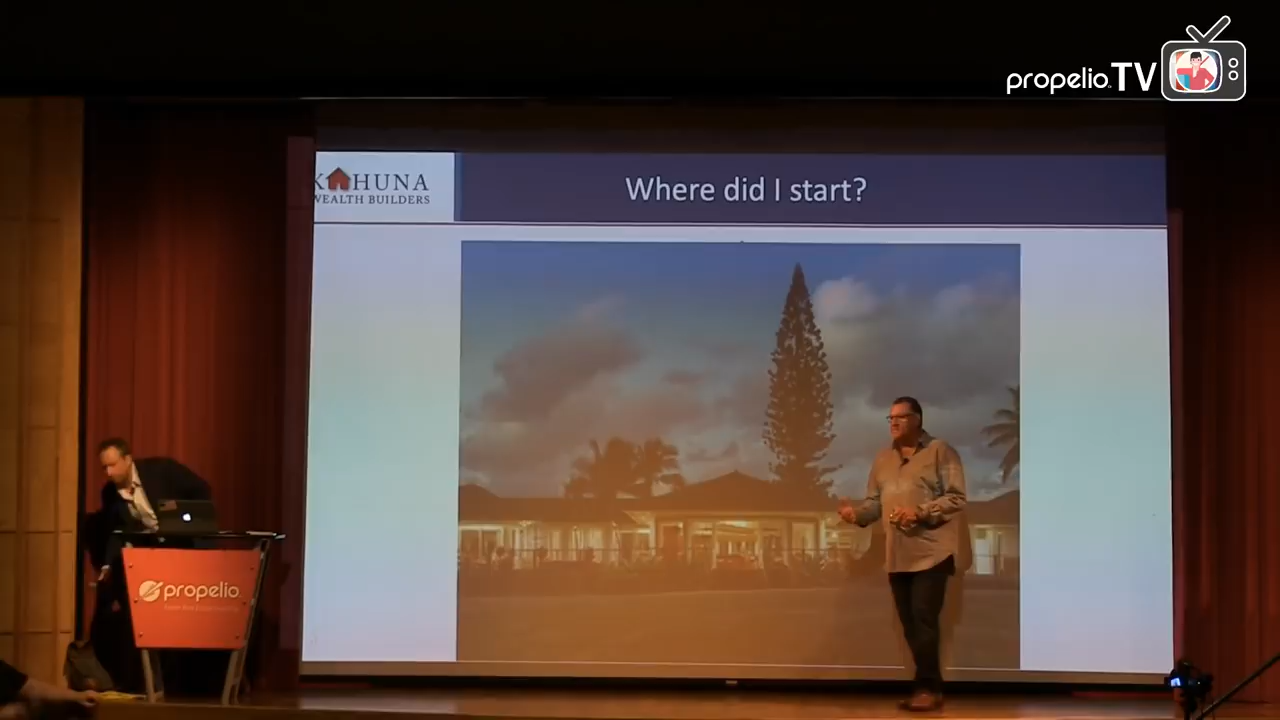 propelio.TV
KAHUNA
WEALTH BUILDERS
Where did I start?
propelio.